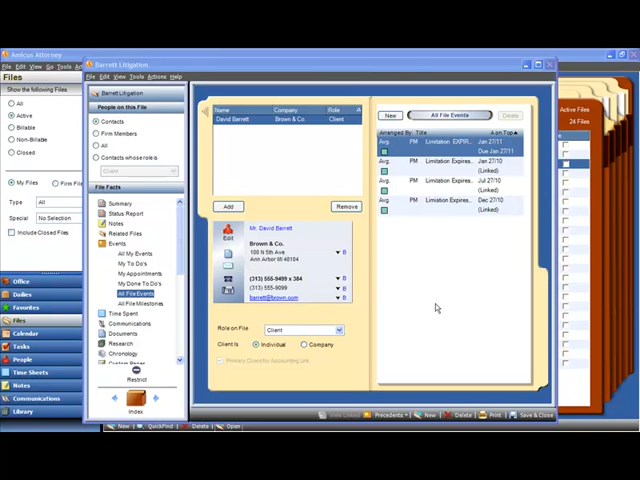 Amicus Attorney
File Edit View Go Tools
Files
Show the following Files
All
Active
Billable
Non-Billable
Closed
My Files Firm File
Type All
Special No Selection
Include Closed Files
Office
Dailies
Favorites
Files
Calendar
Tasks
People
Time Sheets
Notes
Communications
Library
Barrett Litigation
File Edit View Tools Actions Help
Barrett Litigation
People on this File
Contacts
Firm Members
All
Contacts whose role is
Client
File Facts
Summary
Status Report
Notes
Related Files
Events
All My Events
My To Do's
My Appointments
My Done To Do's
All File Events
All File Milestones
Time Spent
Communications
Documents
Research
Chronology
Custom Pages
Restrict
Index
Name Company Role
David Barrett Brown & Co. Client
Add Remove
Edit
Mr. David Barrett
Brown & Co.
100 N 5th Ave
Ann Arbor MI 48104
B
(313) 555-9499 x 384 B
(313) 555-9099 B
barrett@brown.com B
Role on File Client
Client is Individual Company
Primary Client for Accounting Link
New All File Events Delete
Arranged By: Title A on Top
Avg. PM Limitation EXPIR... Jan 27/11
Due Jan 27/11
Avg. PM Limitation Expires... Jan 27/10
(Linked)
Avg. PM Limitation Expires... Jul 27/10
(Linked)
Avg. PM Limiation Expires... Dec 27/10
(Linked)
View Linked Precedents New Delete Print Save & Close
New QuickFind Delete Open
Active Files
24 Files